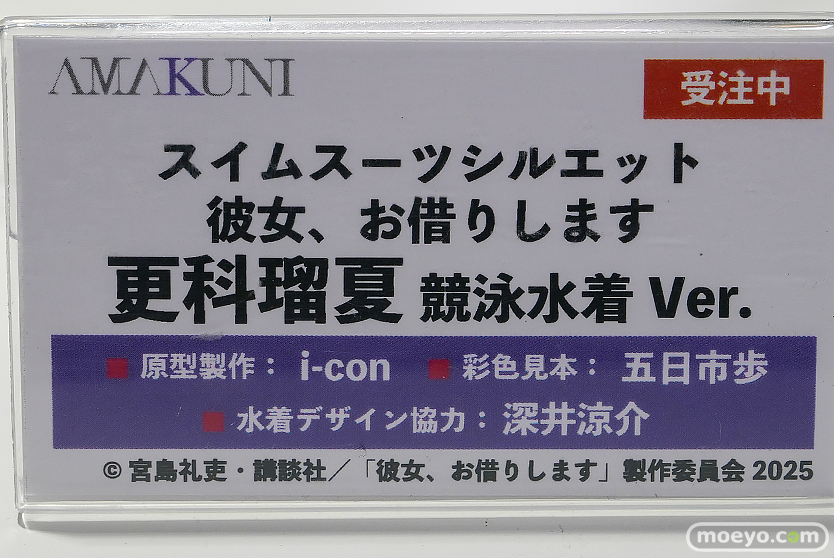 AMAKUNI
受注中
スイムスーツシルエット
彼女、お借りします
更科瑠夏 競泳水着 Ver.
■ 原型製作： i-con ■ 彩色見本： 五日市歩
■ 水着デザイン協力：深井涼介
© 宮島礼吏・講談社／「彼女、お借りします」製作委員会 2025
moeyo.com